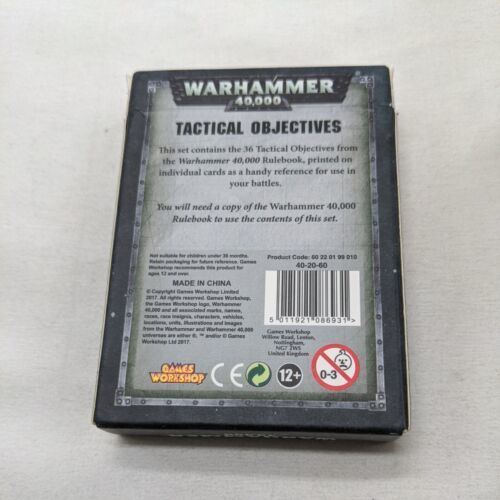 WARHAMMER
40,000
TACTICAL OBJECTIVES
This set contains the 36 Tactical Objectives from
the Warhammer 40,000 Rulebook, printed on
individual cards as a handy reference for use in
your battles.
You will need a copy of the Warhammer 40,000
Rulebook to use the contents of this set.
Not suitable for children under 36 months.
Retain packaging for future reference. Games
Workshop recommends this product for
ages 12 and over.
MADE IN CHINA
© Copyright Games Workshop Limited
2017. All rights reserved. Games Workshop,
the Games Workshop logo, Warhammer
40,000 and all associated marks, names,
races, race insignia, characters, vehicles,
locations, units, illustrations and images
from the Warhammer and Warhammer 40,000
universes are either ®, ™ and/or © Games
Workshop Ltd 2017.
Product Code: 60 22 01 99 010
40-20-60
5 011921 086931 >
Games Workshop
Willow Road, Lenton,
Nottingham,
NG7 2WS
United Kingdom
GAMES
WORKSHOP
CE
12+
0-3